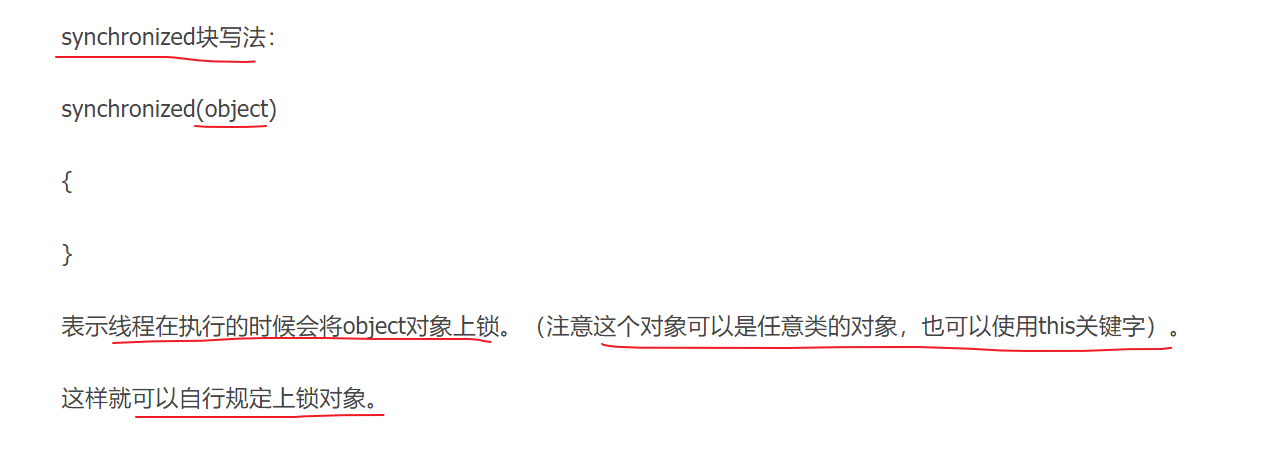 synchronized块写法：
synchronized(object)
{
}
表示线程在执行的时候会将object对象上锁。（注意这个对象可以是任意类的对象，也可以使用this关键字）。
这样就可以自行规定上锁对象。